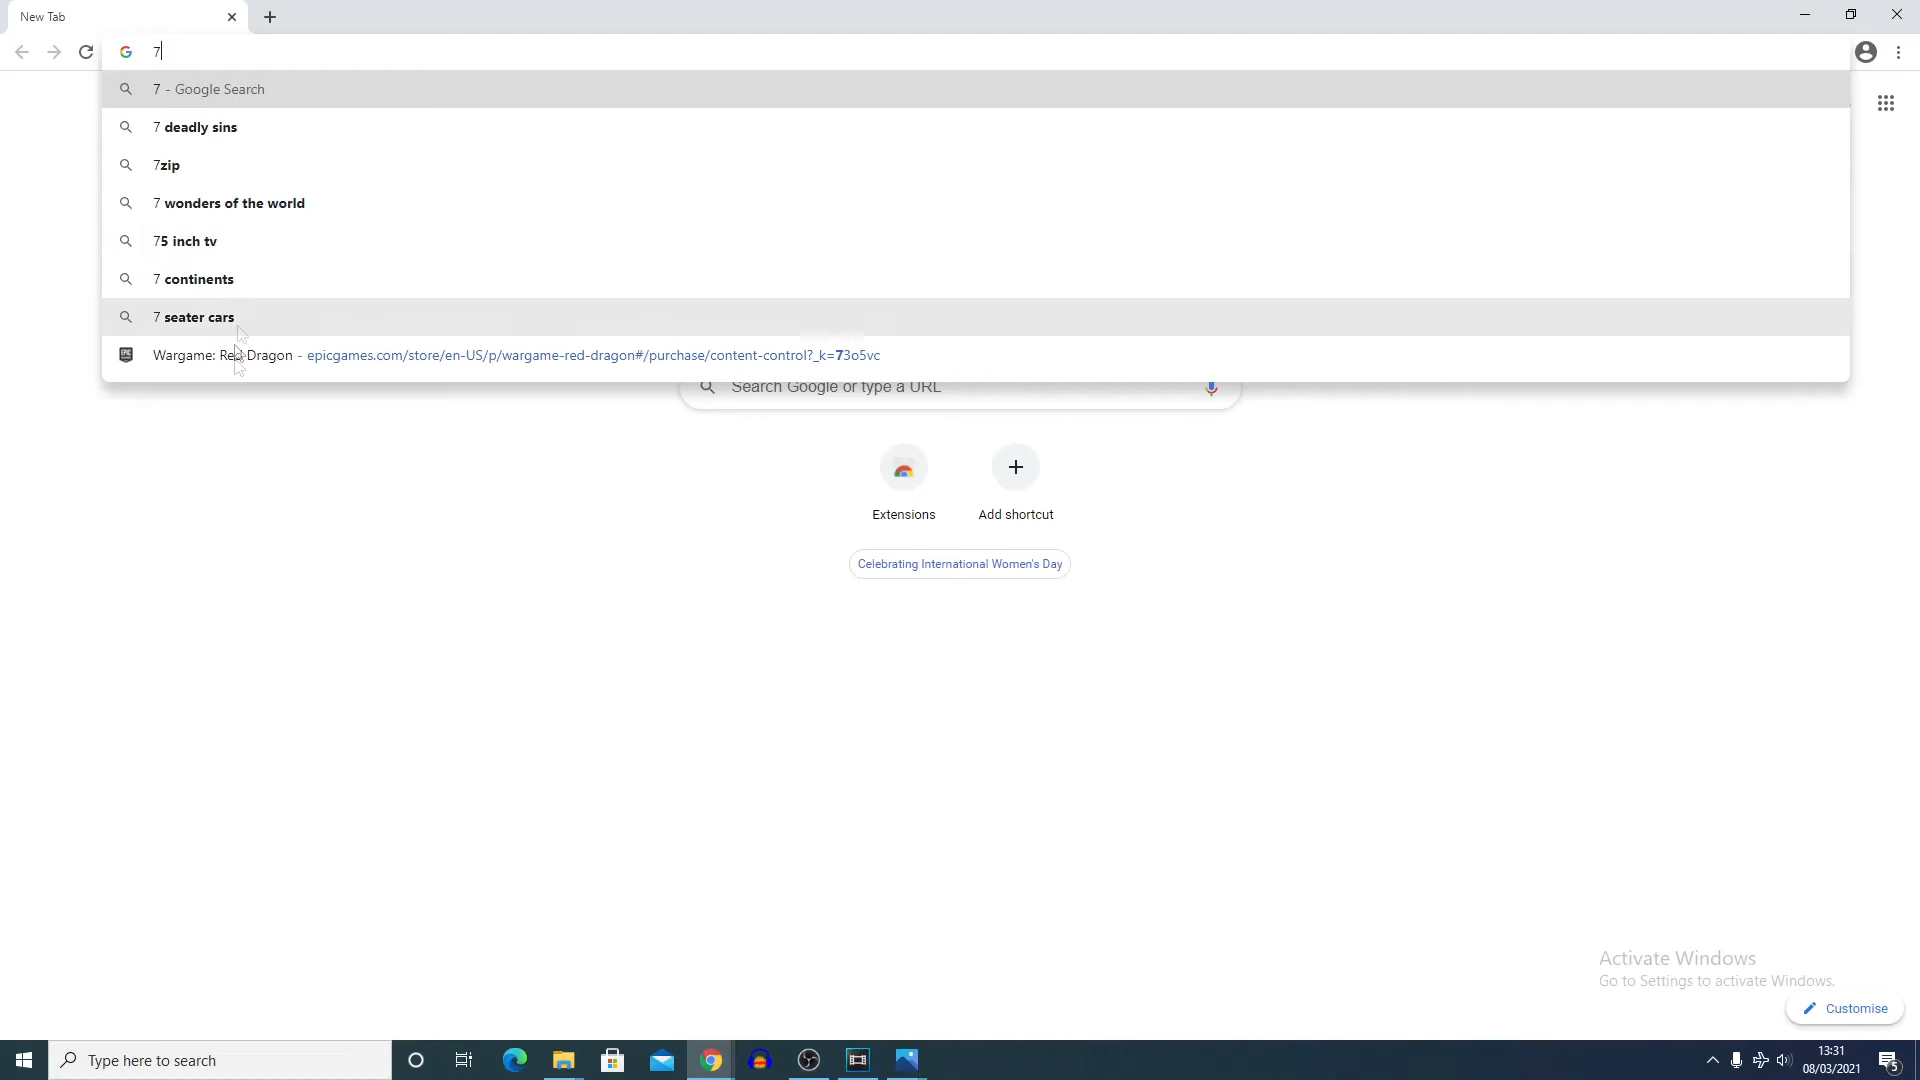 New Tab
7
7 - Google Search
7 deadly sins
7zip
7 wonders of the world
75 inch tv
7 continents
7 seater cars
Wargame: Red Dragon - epicgames.com/store/en-US/p/wargame-red-dragon#/purchase/content-control?_k=73o5vc
Search Google or type a URL
Extensions
Add shortcut
Celebrating International Women's Day
Activate Windows
Go to Settings to activate Windows.
Customise
Type here to search
13:31
08/03/2021
5